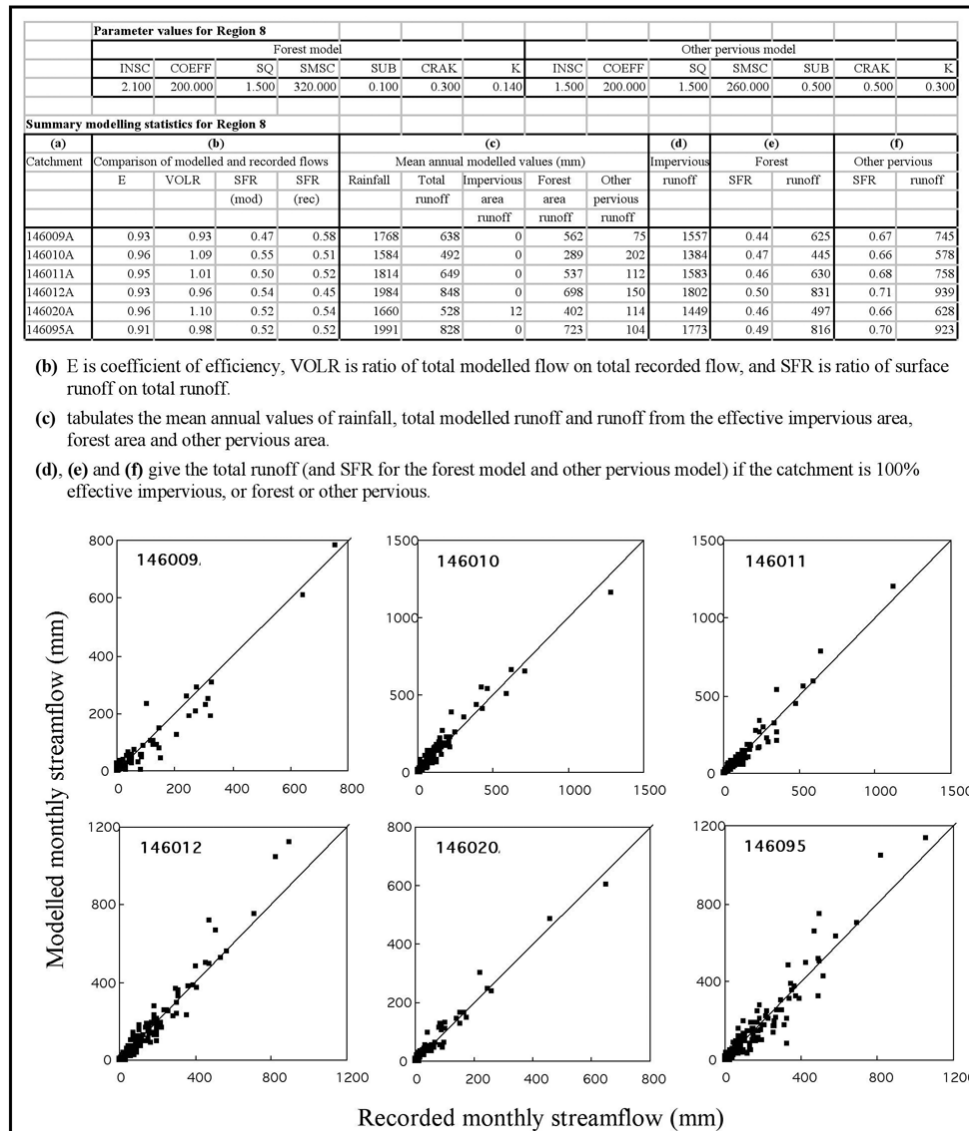 Parameter values for Region 8
Forest model Other pervious model
INSC COEFF SQ SMSC SUB CRAK K INSC COEFF SQ SMSC SUB CRAK K
2.100 200.000 1.500 320.000 0.100 0.300 0.140 1.500 200.000 1.500 260.000 0.500 0.500 0.300
Summary modelling statistics for Region 8
(a) (b) (c) (d) (e) (f)
Catchment Comparison of modelled and recorded flows Mean annual modelled values (mm) Impervious Forest Other pervious
E VOLR SFR SFR Rainfall Total Impervious Forest Other runoff SFR runoff SFR runoff
(mod) (rec) runoff area area pervious
runoff runoff runoff
146009A 0.93 0.93 0.47 0.58 1768 638 0 562 75 1557 0.44 625 0.67 745
146010A 0.96 1.09 0.55 0.51 1584 492 0 289 202 1384 0.47 445 0.66 578
146011A 0.95 1.01 0.50 0.52 1814 649 0 537 112 1583 0.46 630 0.68 758
146012A 0.93 0.96 0.54 0.45 1984 848 0 698 150 1802 0.50 831 0.71 939
146020A 0.96 1.10 0.52 0.54 1660 528 12 402 114 1449 0.46 497 0.66 628
146095A 0.91 0.98 0.52 0.52 1991 828 0 723 104 1773 0.49 816 0.70 923
(b) E is coefficient of efficiency, VOLR is ratio of total modelled flow on total recorded flow, and SFR is ratio of surface
runoff on total runoff.
(c) tabulates the mean annual values of rainfall, total modelled runoff and runoff from the effective impervious area,
forest area and other pervious area.
(d), (e) and (f) give the total runoff (and SFR for the forest model and other pervious model) if the catchment is 100%
effective impervious, or forest or other pervious.
Modelled monthly streamflow (mm)
146009.
800
600
400
200
0
0 200 400 600 800
146010
1500
1000
500
0
0 500 1000 1500
146011
1500
1000
500
0
0 500 1000 1500
146012
1200
800
400
0
0 400 800 1200
146020.
800
600
400
200
0
0 200 400 600 800
146095
1200
800
400
0
0 400 800 1200
Recorded monthly streamflow (mm)